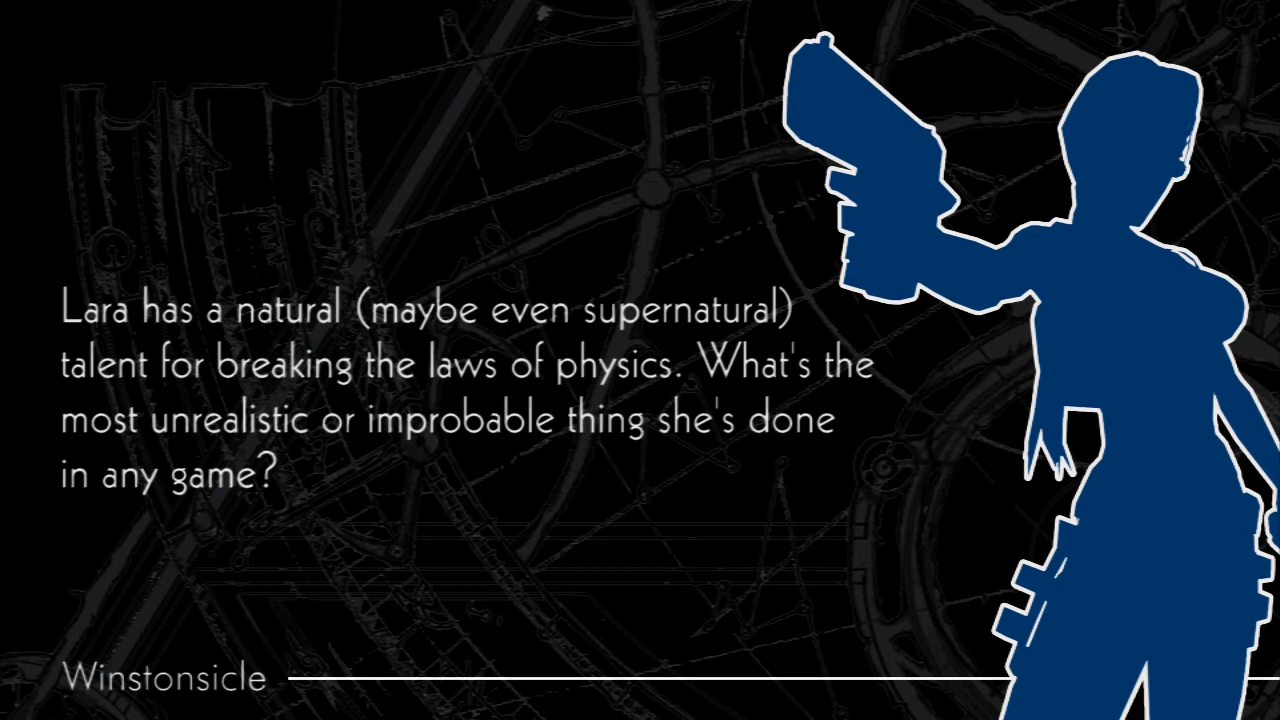 Lara has a natural (maybe even supernatural)
talent for breaking the laws of physics. What's the
most unrealistic or improbable thing she's done
in any game?
Winstonsicle